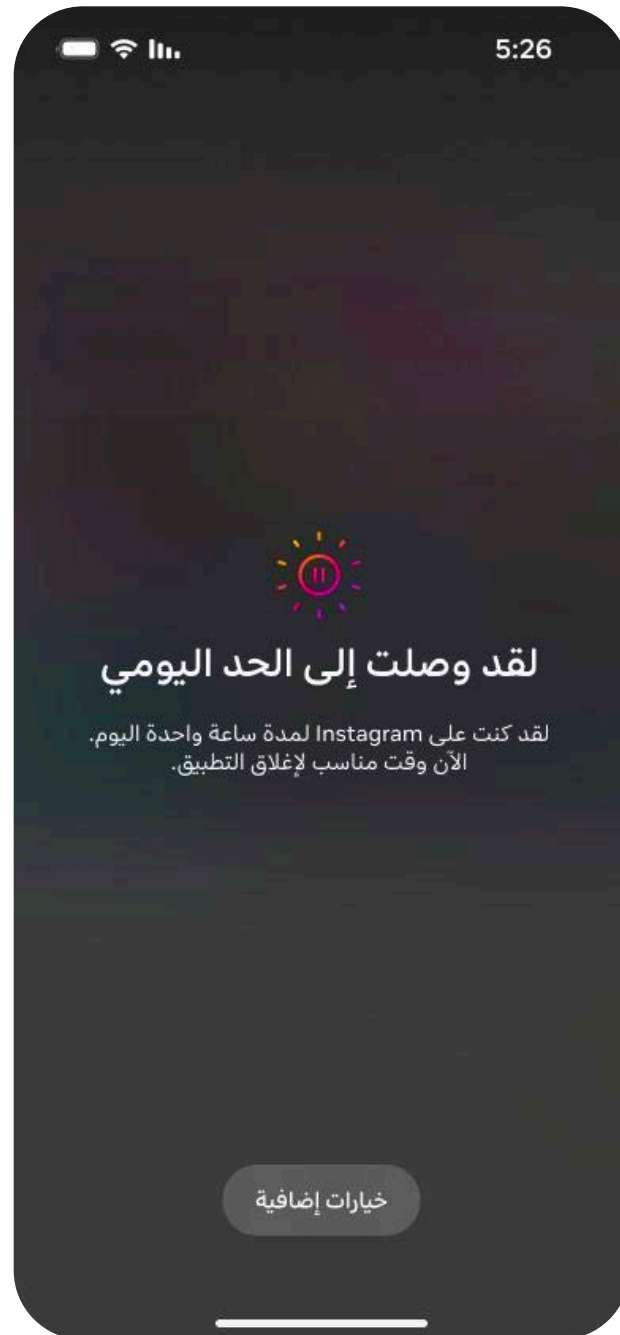 5:26
لقد وصلت إلى الحد اليومي
لقد كنت على Instagram لمدة ساعة واحدة اليوم.
الآن وقت مناسب لإغلاق التطبيق.
خيارات إضافية